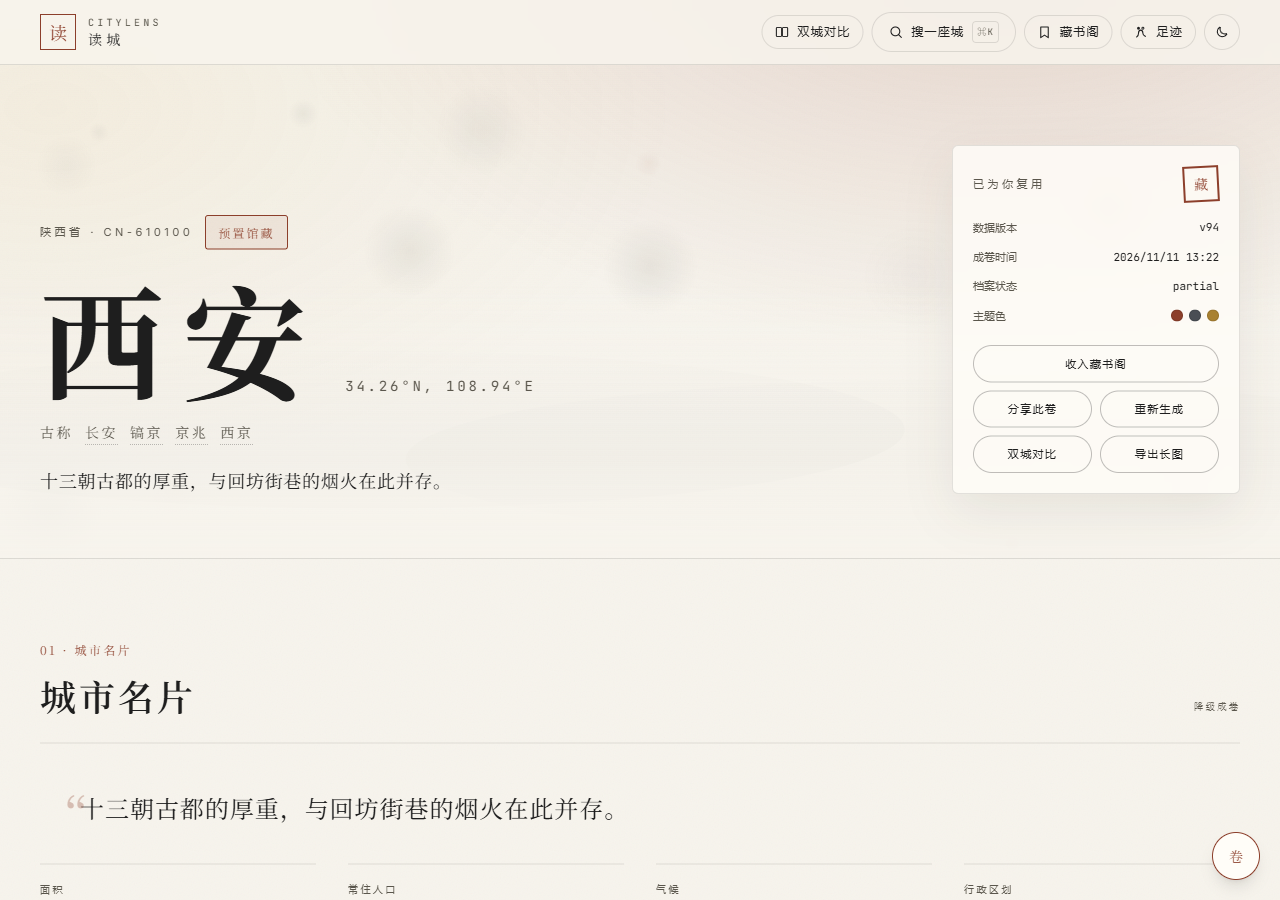 读
CITYLENS
读城
双城对比
搜一座城 ⌘K
藏书阁
足迹
陕西省 · CN-610100
预置馆藏
西安
34.26°N, 108.94°E
古称 长安 镐京 京兆 西京
十三朝古都的厚重，与回坊街巷的烟火在此并存。
已为你复用
藏
数据版本 v94
成卷时间 2026/11/11 13:22
档案状态 partial
主题色
收入藏书阁
分享此卷 重新生成
双城对比 导出长图
01 · 城市名片
城市名片
降级成卷
“十三朝古都的厚重，与回坊街巷的烟火在此并存。
面积 常住人口 气候 行政区划
卷